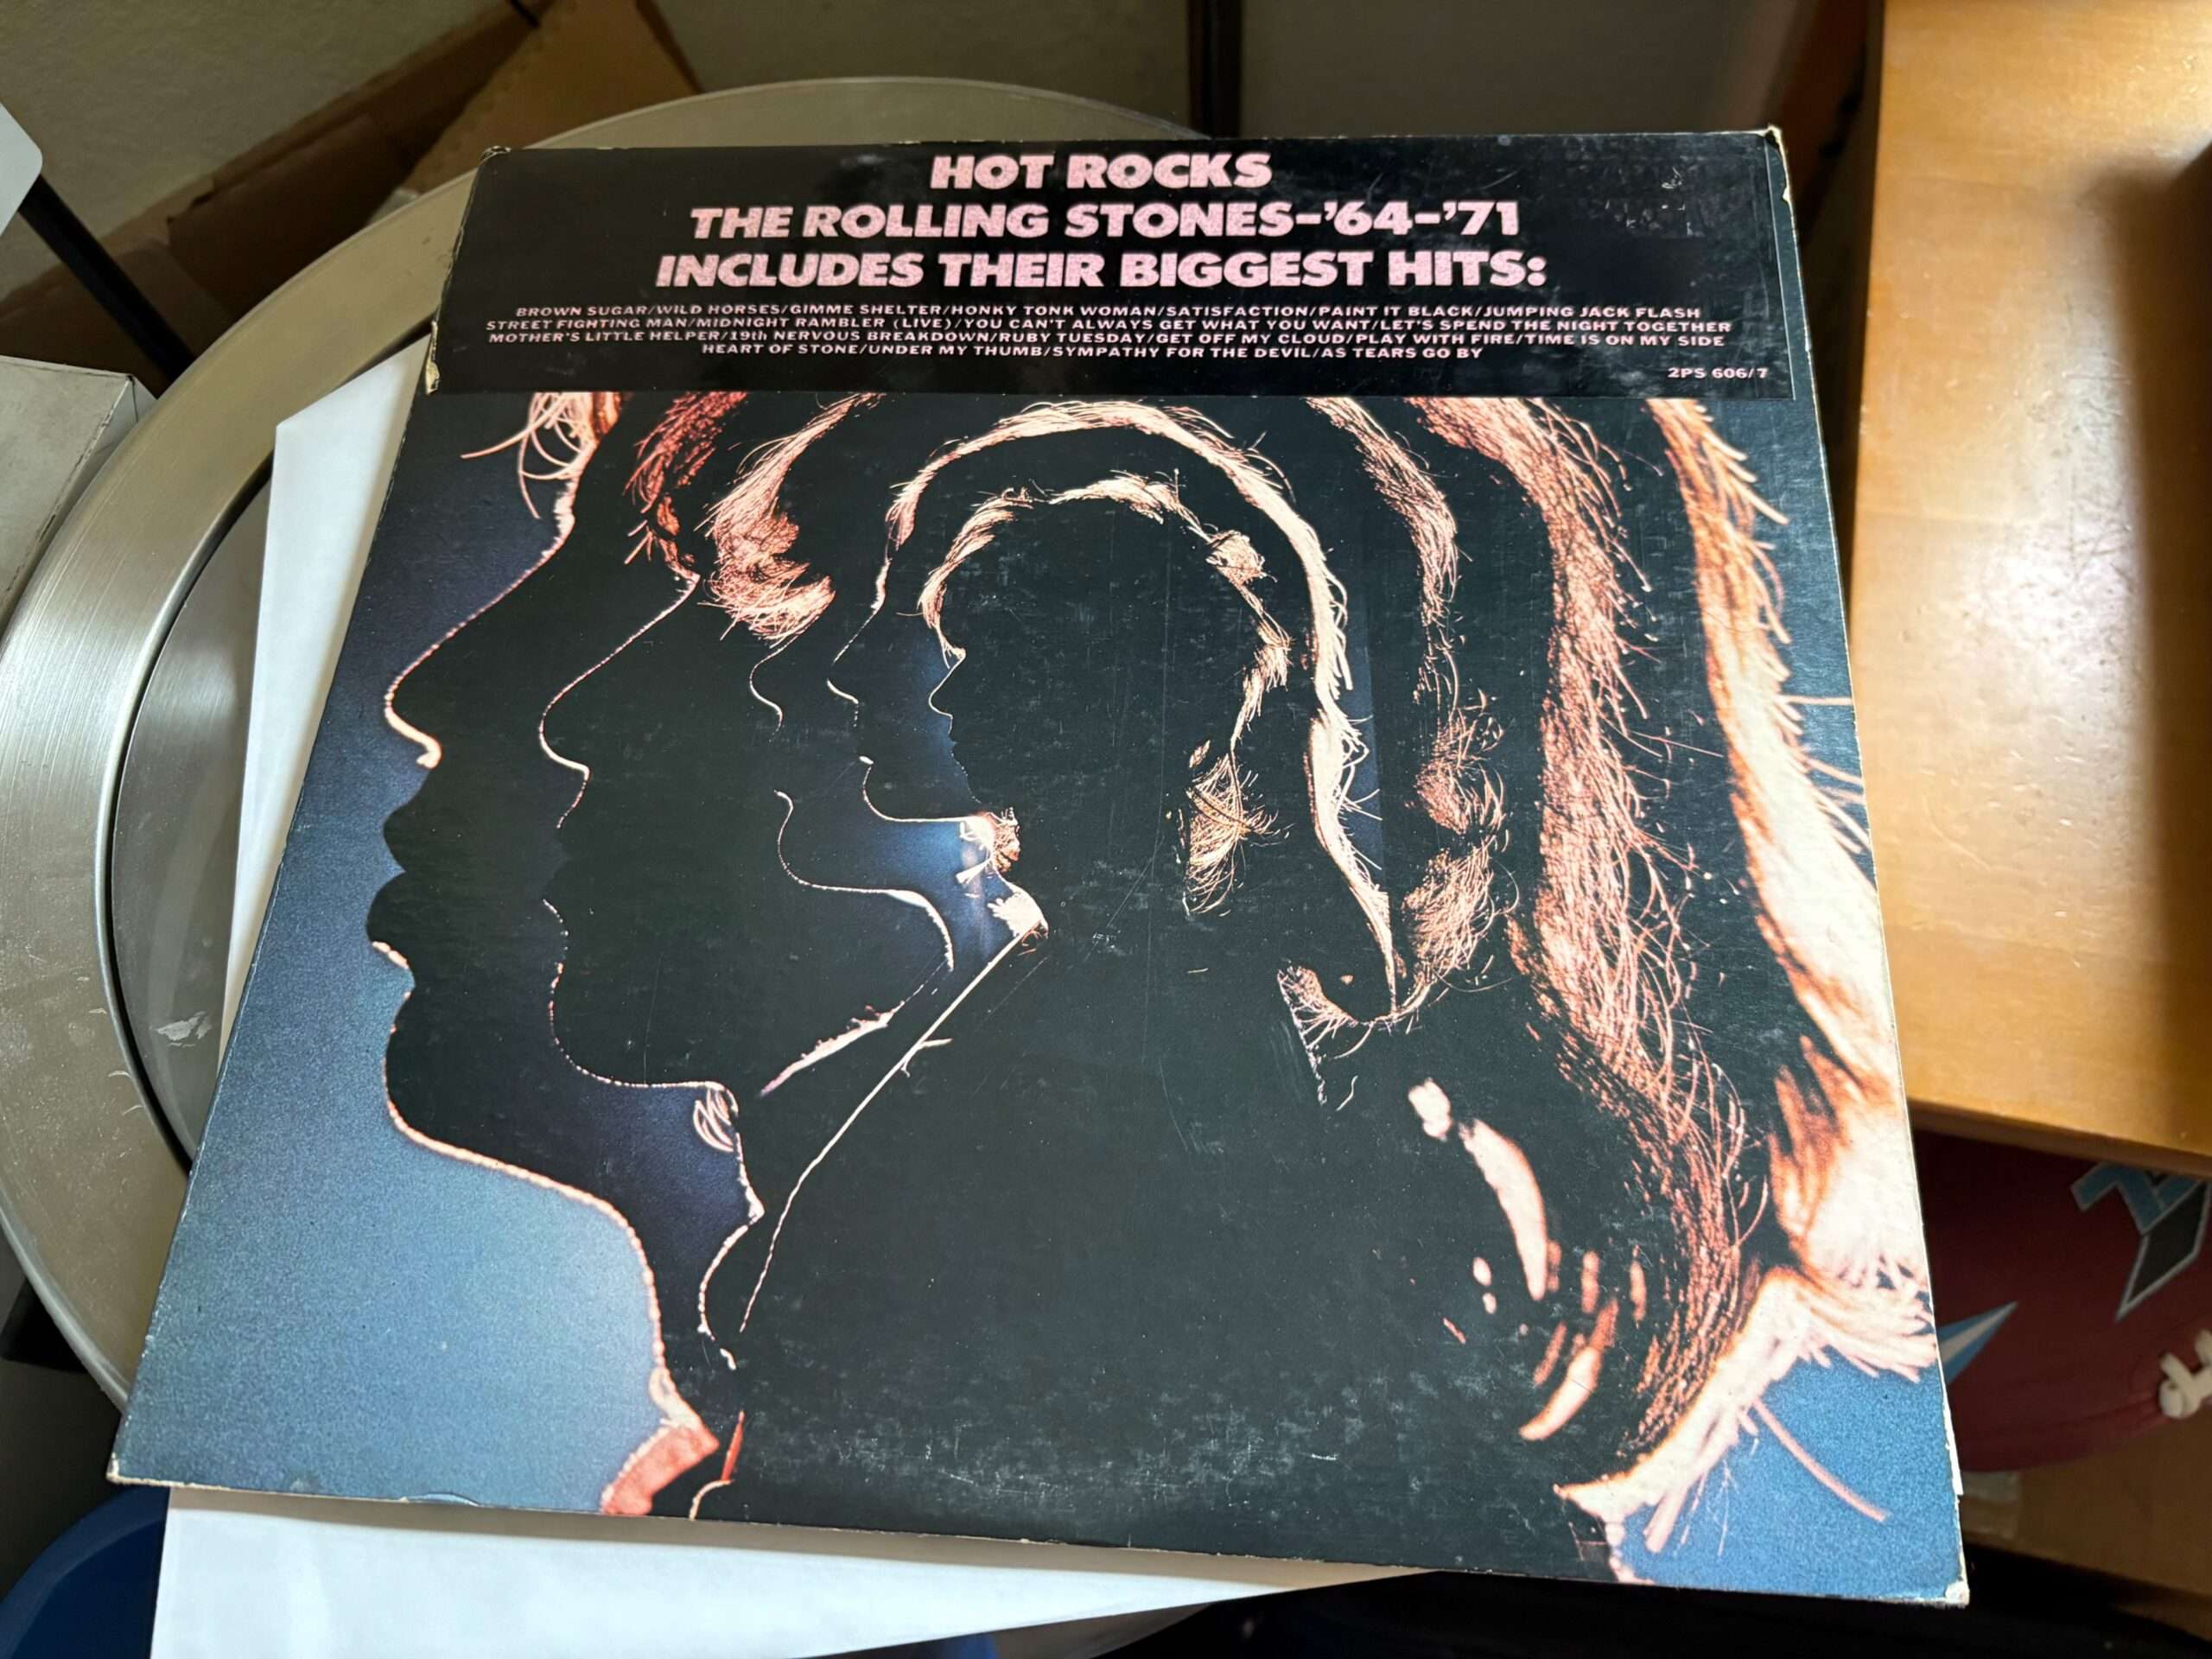 HOT ROCKS
THE ROLLING STONES-'64-'71
INCLUDES THEIR BIGGEST HITS:
BROWN SUGAR/WILD HORSES/GIMME SHELTER/HONKY TONK WOMAN/SATISFACTION/PAINT IT BLACK/JUMPING JACK FLASH
STREET FIGHTING MAN/MIDNIGHT RAMBLER (LIVE)/YOU CAN'T ALWAYS GET WHAT YOU WANT/LET'S SPEND THE NIGHT TOGETHER
MOTHER'S LITTLE HELPER/19th NERVOUS BREAKDOWN/RUBY TUESDAY/GET OFF MY CLOUD/PLAY WITH FIRE/TIME IS ON MY SIDE
HEART OF STONE/UNDER MY THUMB/SYMPATHY FOR THE DEVIL/AS TEARS GO BY
2PS 606/7